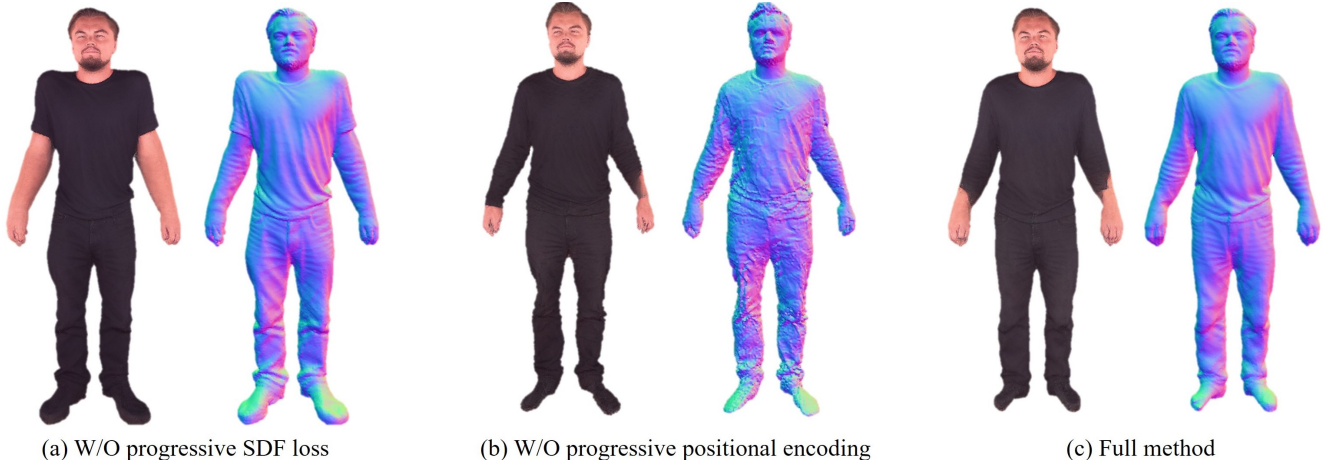 (a) W/O progressive SDF loss
(b) W/O progressive positional encoding
(c) Full method